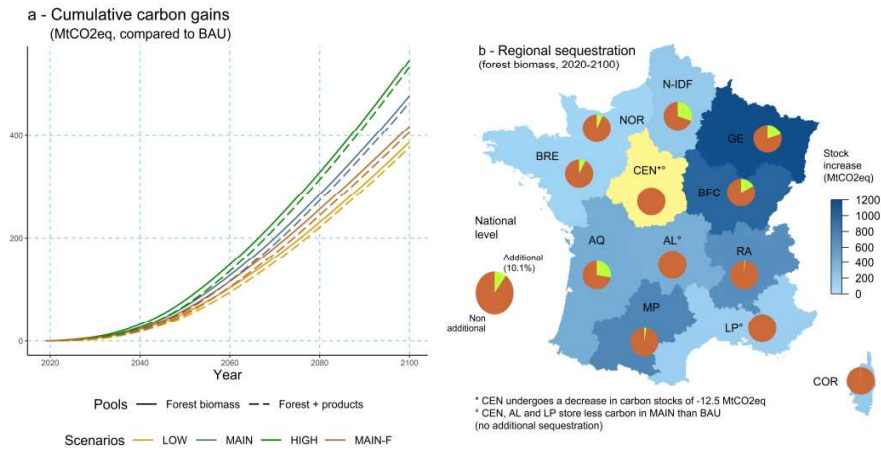 a - Cumulative carbon gains
(MtCO2eq, compared to BAU)
400
200
0
2020
2040
2060
2080
2100
Year
Pools
Forest biomass
Forest + products
Scenarios
LOW
MAIN
HIGH
MAIN-F
b - Regional sequestration
(forest biomass, 2020-2100)
N-IDF
NOR
GE
BRE
CEN*°
BFC
AQ
AL°
RA
MP
LP°
COR
National
level
Additional
(10.1%)
Non
additional
Stock
increase
(MtCO2eq)
1200
1000
800
600
400
200
0
* CEN undergoes a decrease in carbon stocks of -12.5 MtCO2eq
° CEN, AL and LP store less carbon in MAIN than BAU
(no additional sequestration)